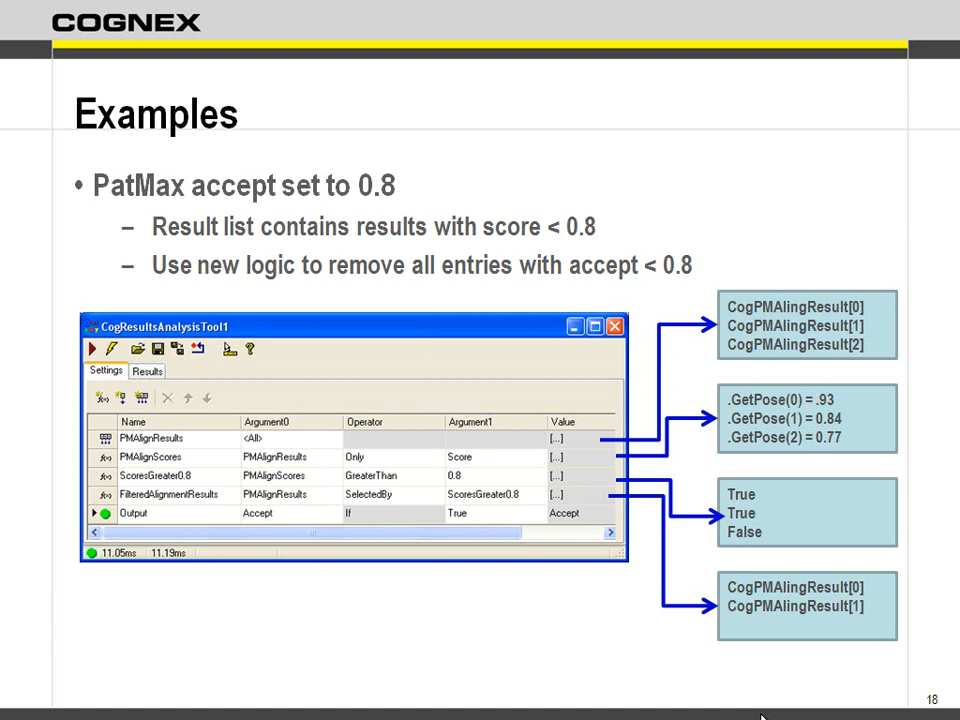 COGNEX
Examples
• PatMax accept set to 0.8
– Result list contains results with score < 0.8
– Use new logic to remove all entries with accept < 0.8
CogResultsAnalysisTool1
Settings Results
Name Argument0 Operator Argument1 Value
PMAlignResults <All> [...]
PMAlignScores PMAlignResults Only Score [...]
ScoresGreater0.8 PMAlignScores GreaterThan 0.8 [...]
FilteredAlignmentResults PMAlignResults SelectedBy ScoresGreater0.8 [...]
Output Accept If True Accept
11.05ms 11.19ms
CogPMAlingResult[0]
CogPMAlingResult[1]
CogPMAlingResult[2]
.GetPose(0) = .93
.GetPose(1) = 0.84
.GetPose(2) = 0.77
True
True
False
CogPMAlingResult[0]
CogPMAlingResult[1]
18